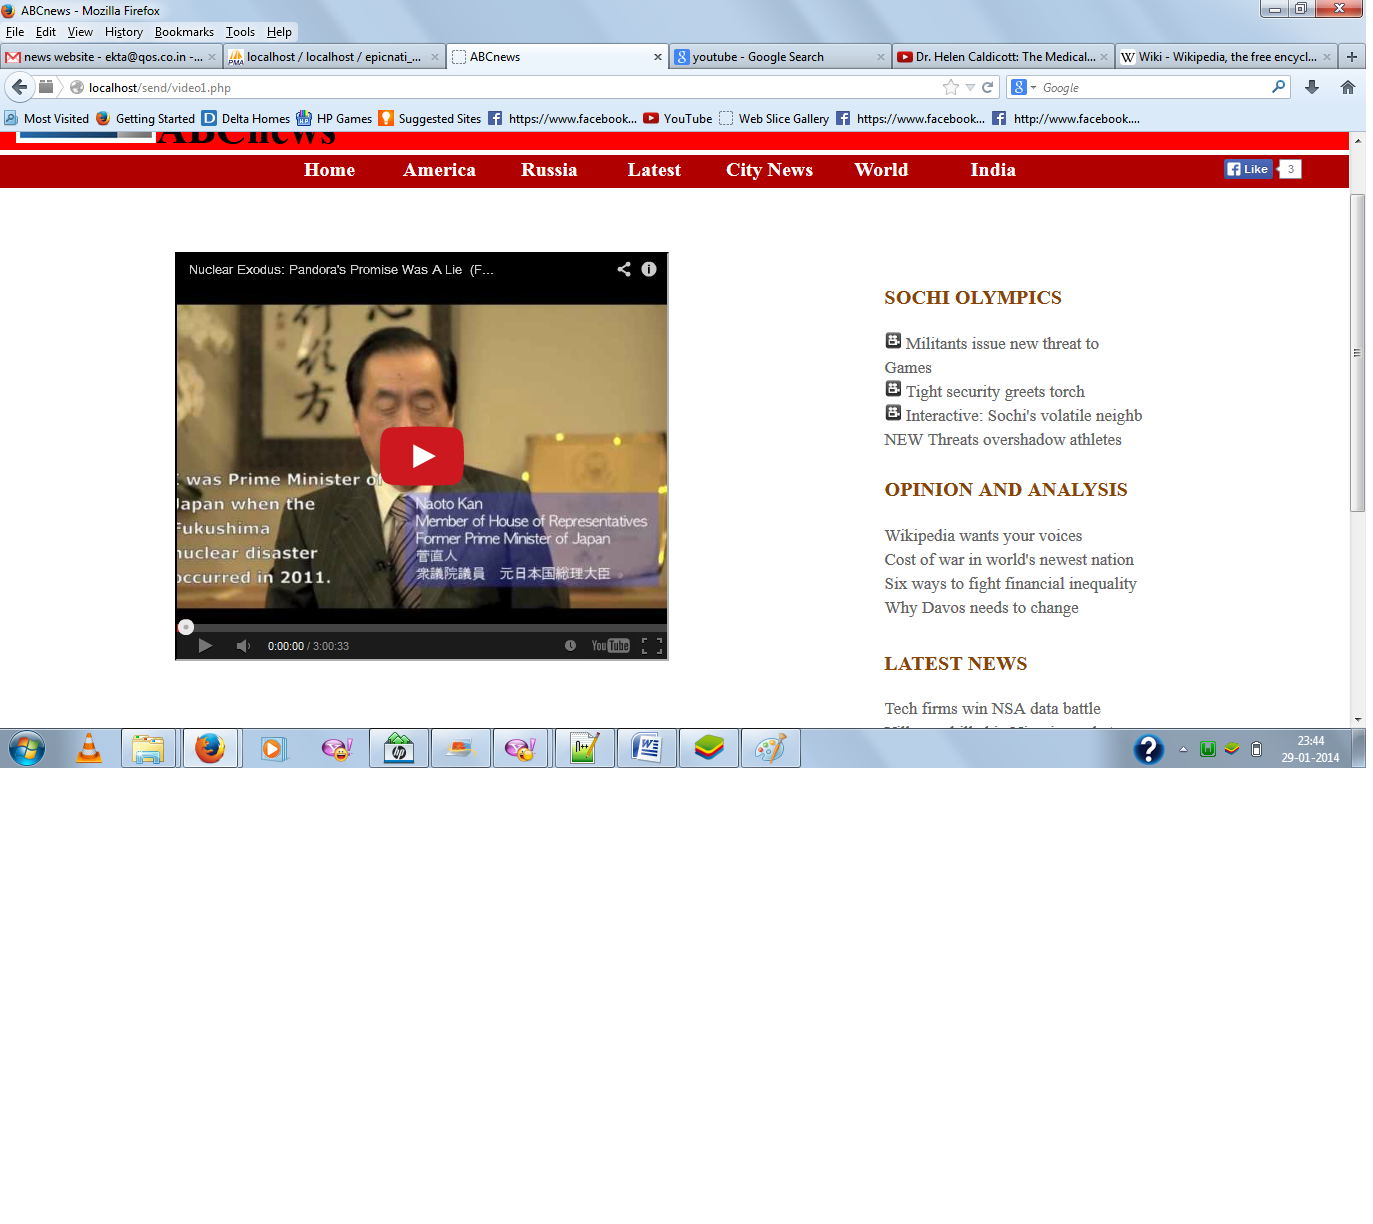 ABCnews - Mozilla Firefox
File Edit View History Bookmarks Tools Help
news website - ekta@qos.co.in -... localhost / localhost / epicnati_... ABCnews youtube - Google Search Dr. Helen Caldicott: The Medical... Wiki - Wikipedia, the free encycl...
localhost/send/video1.php Google
Most Visited Getting Started Delta Homes HP Games Suggested Sites https://www.facebook... YouTube Web Slice Gallery https://www.facebook... http://www.facebook....
ABCnews
Home America Russia Latest City News World India Like 3
Nuclear Exodus: Pandora's Promise Was A Lie (F...
I was Prime Minister of
Japan when the
Fukushima
nuclear disaster
occurred in 2011.
Naoto Kan
Member of House of Representatives
Former Prime Minister of Japan
菅直人
衆議院議員 元日本国総理大臣
0:00:00 / 3:00:33 YouTube
SOCHI OLYMPICS
Militants issue new threat to
Games
Tight security greets torch
Interactive: Sochi's volatile neighb
NEW Threats overshadow athletes
OPINION AND ANALYSIS
Wikipedia wants your voices
Cost of war in world's newest nation
Six ways to fight financial inequality
Why Davos needs to change
LATEST NEWS
Tech firms win NSA data battle
23:44
29-01-2014